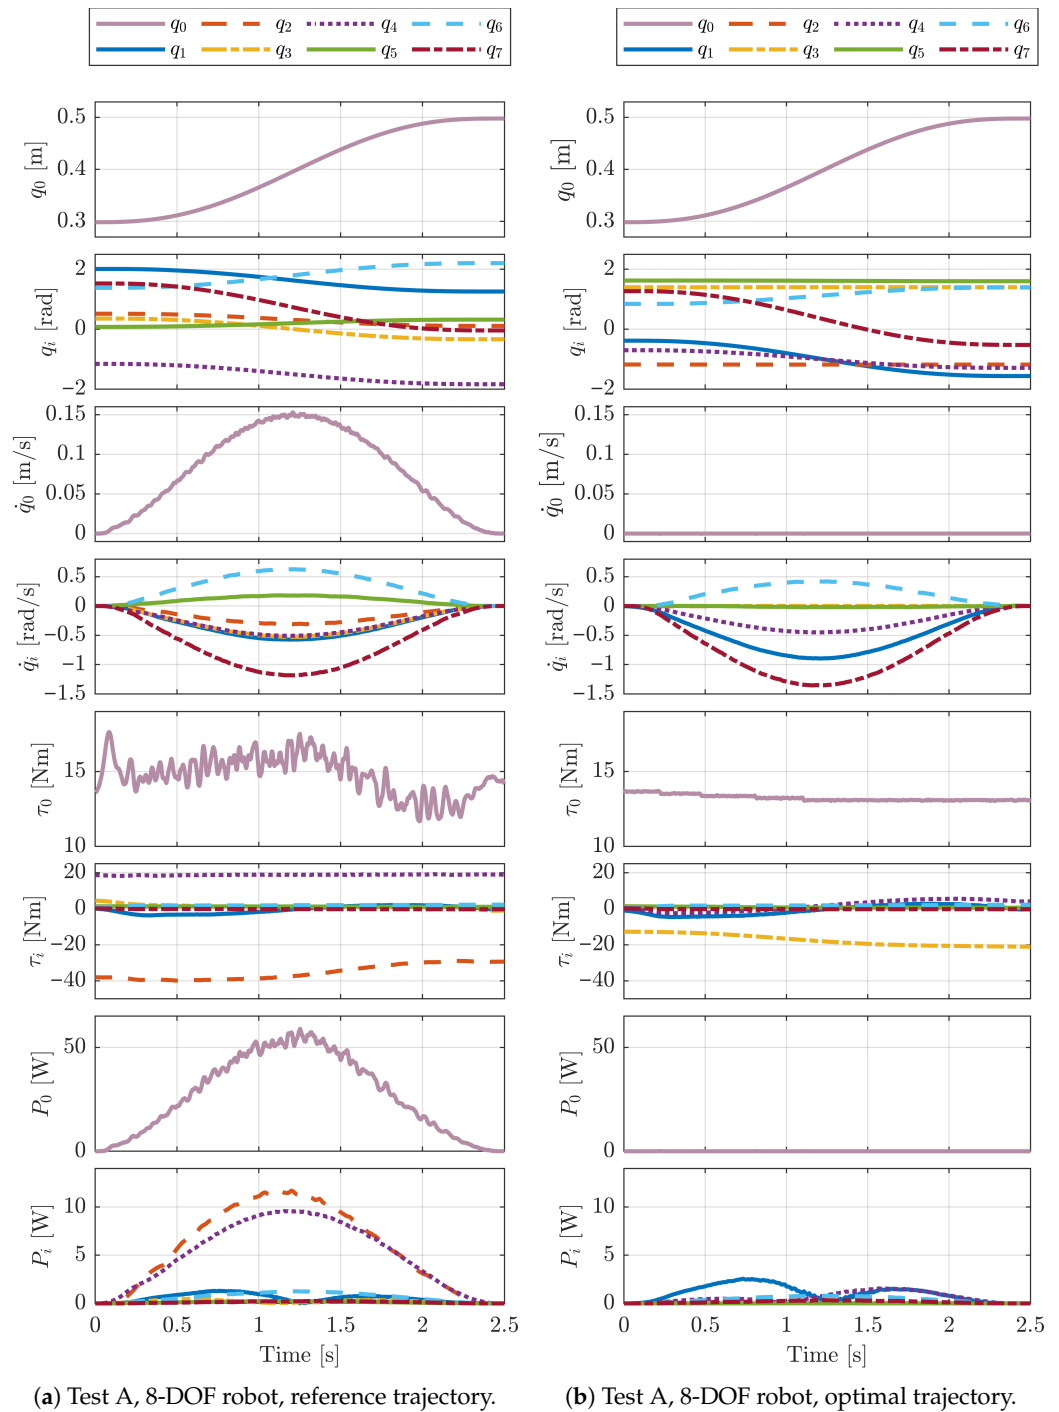 q₀ q₂ q₄ q₆
q₁ q₃ q₅ q₇
q₀ q₂ q₄ q₆
q₁ q₃ q₅ q₇
0.5
0.4
0.3
q₀ [m]
0.5
0.4
0.3
q₀ [m]
2
0
−2
qᵢ [rad]
2
0
−2
qᵢ [rad]
0.15
0.1
0.05
0
q̇₀ [m/s]
0.15
0.1
0.05
0
q̇₀ [m/s]
0.5
0
−0.5
−1
−1.5
q̇ᵢ [rad/s]
0.5
0
−0.5
−1
−1.5
q̇ᵢ [rad/s]
15
10
τ₀ [Nm]
15
10
τ₀ [Nm]
20
0
−20
−40
τᵢ [Nm]
20
0
−20
−40
τᵢ [Nm]
50
0
P₀ [W]
50
0
P₀ [W]
10
5
0
Pᵢ [W]
10
5
0
Pᵢ [W]
0 0.5 1 1.5 2 2.5
Time [s]
0 0.5 1 1.5 2 2.5
Time [s]
(a) Test A, 8-DOF robot, reference trajectory.
(b) Test A, 8-DOF robot, optimal trajectory.